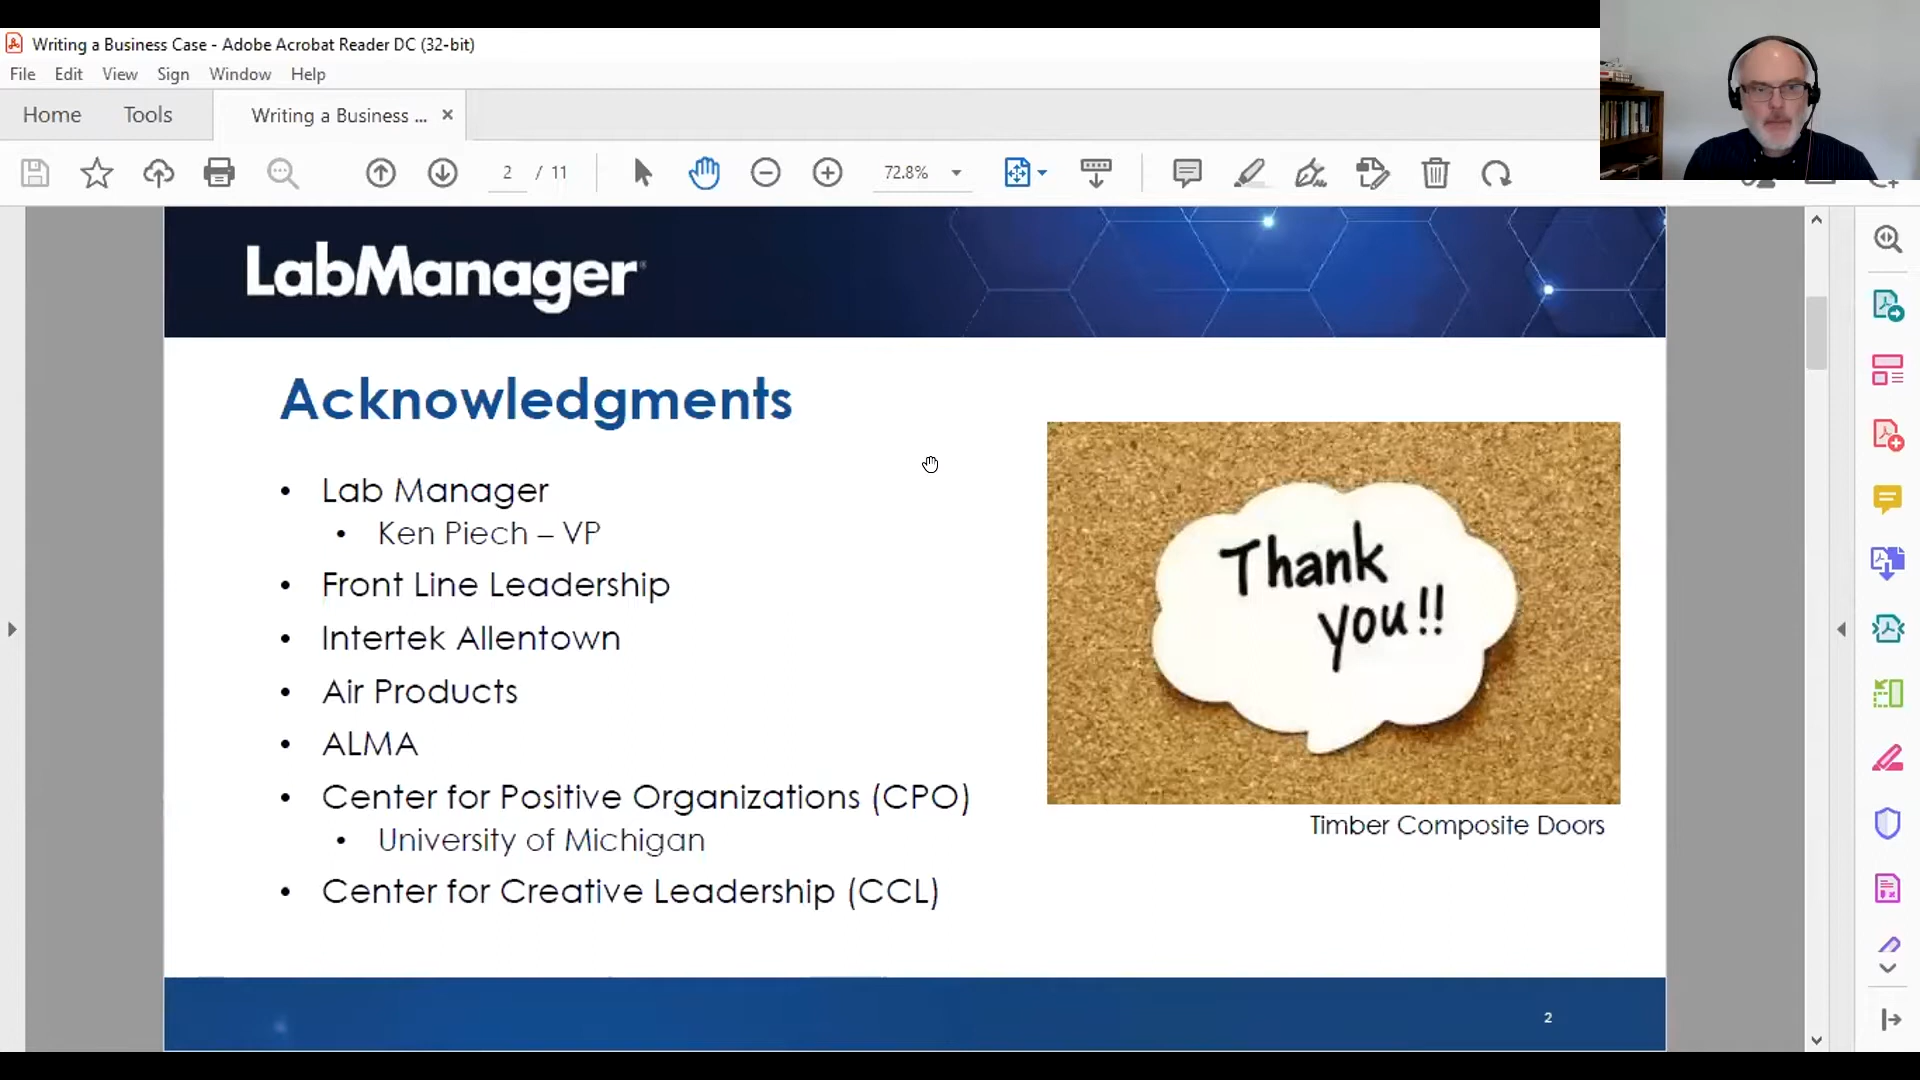 Writing a Business Case - Adobe Acrobat Reader DC (32-bit)
File Edit View Sign Window Help
Home Tools Writing a Business ... ×
2 / 11 72.8%
LabManager
Acknowledgments
• Lab Manager
• Ken Piech – VP
• Front Line Leadership
• Intertek Allentown
• Air Products
• ALMA
• Center for Positive Organizations (CPO)
• University of Michigan
• Center for Creative Leadership (CCL)
Thank
you!!
Timber Composite Doors
2